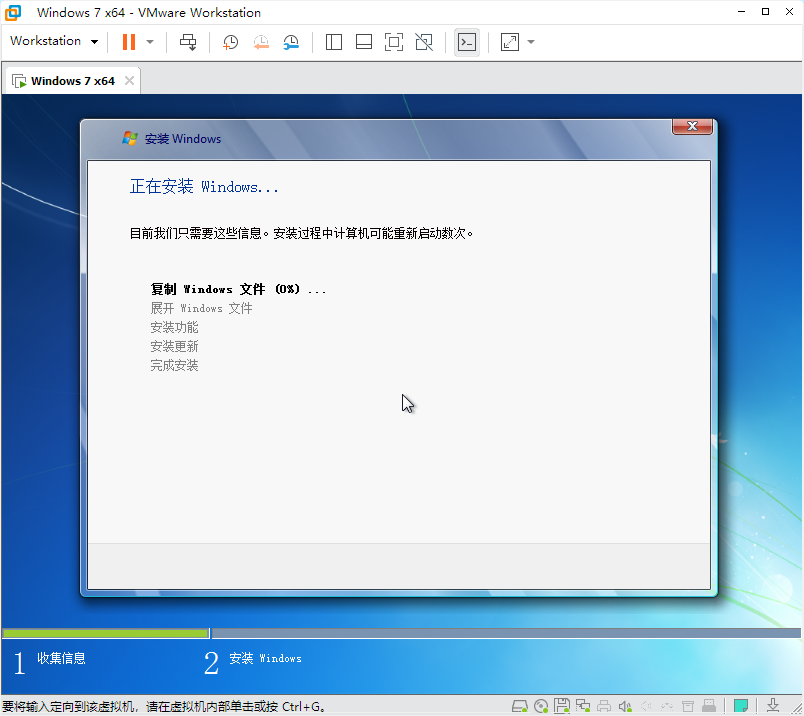 Windows 7 x64 - VMware Workstation
Workstation
Windows 7 x64
安装 Windows
正在安装 Windows...
目前我们只需要这些信息。安装过程中计算机可能重新启动数次。
复制 Windows 文件 (0%) ...
展开 Windows 文件
安装功能
安装更新
完成安装
1 收集信息 2 安装 Windows
要将输入定向到该虚拟机，请在虚拟机内部单击或按 Ctrl+G。